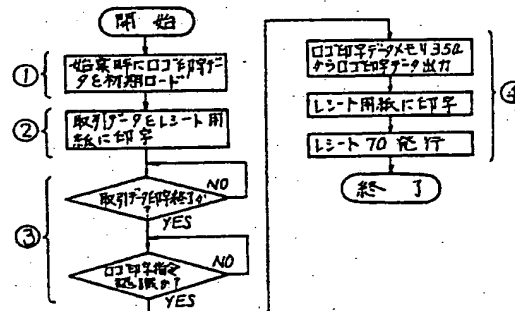 開始
①
始業時にロゴ印字デー
タを初期ロード
②
取引データをレシート用
紙に印字
③
取引データ印字終了か
?
NO
YES
ロゴ印字指令
認識か?
NO
YES
ロゴ印字データメモリ35a
からロゴ印字データ出力
④
レシート用紙に印字
レシート70発行
終了